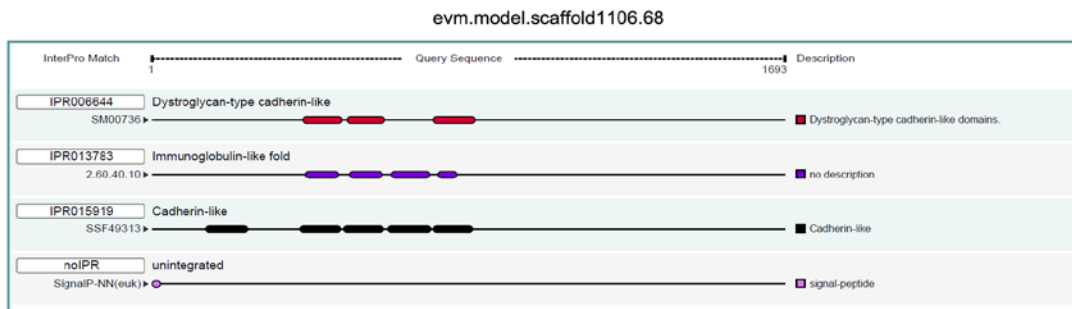 evm.model.scaffold1106.68
InterPro Match Query Sequence Description
1 1693
IPR006644 Dystroglycan-type cadherin-like
SM00736 Dystroglycan-type cadherin-like domains.
IPR013783 Immunoglobulin-like fold
2.60.40.10 no description
IPR015919 Cadherin-like
SSF49313 Cadherin-like
noIPR unintegrated
SignalP-NN(euk) signal-peptide